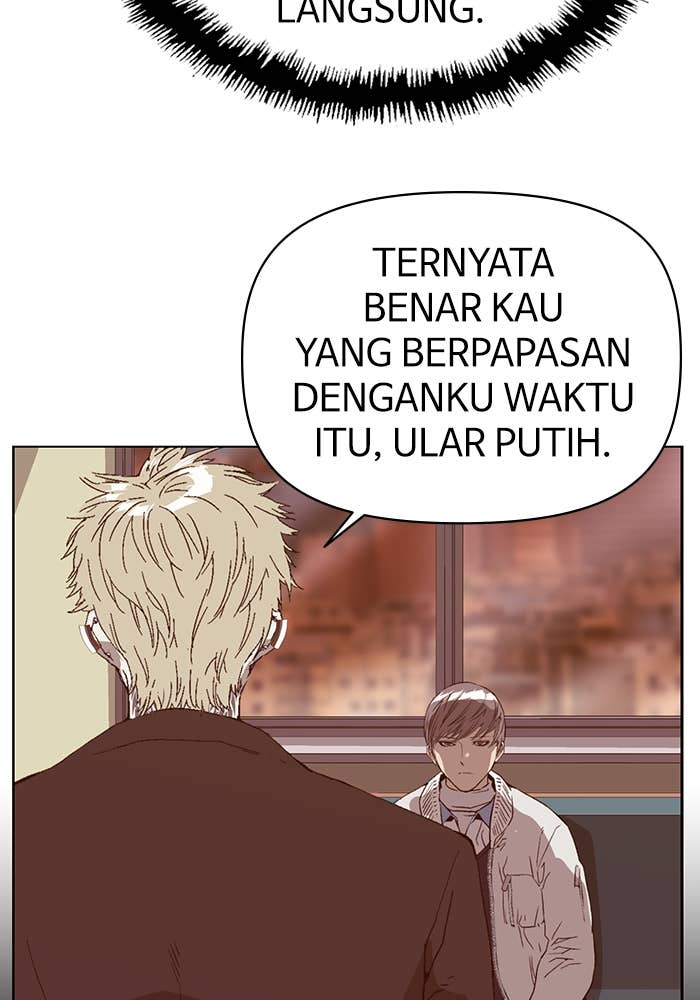 LANGSUNG.
TERNYATA
BENAR KAU
YANG BERPAPASAN
DENGANKU WAKTU
ITU, ULAR PUTIH.